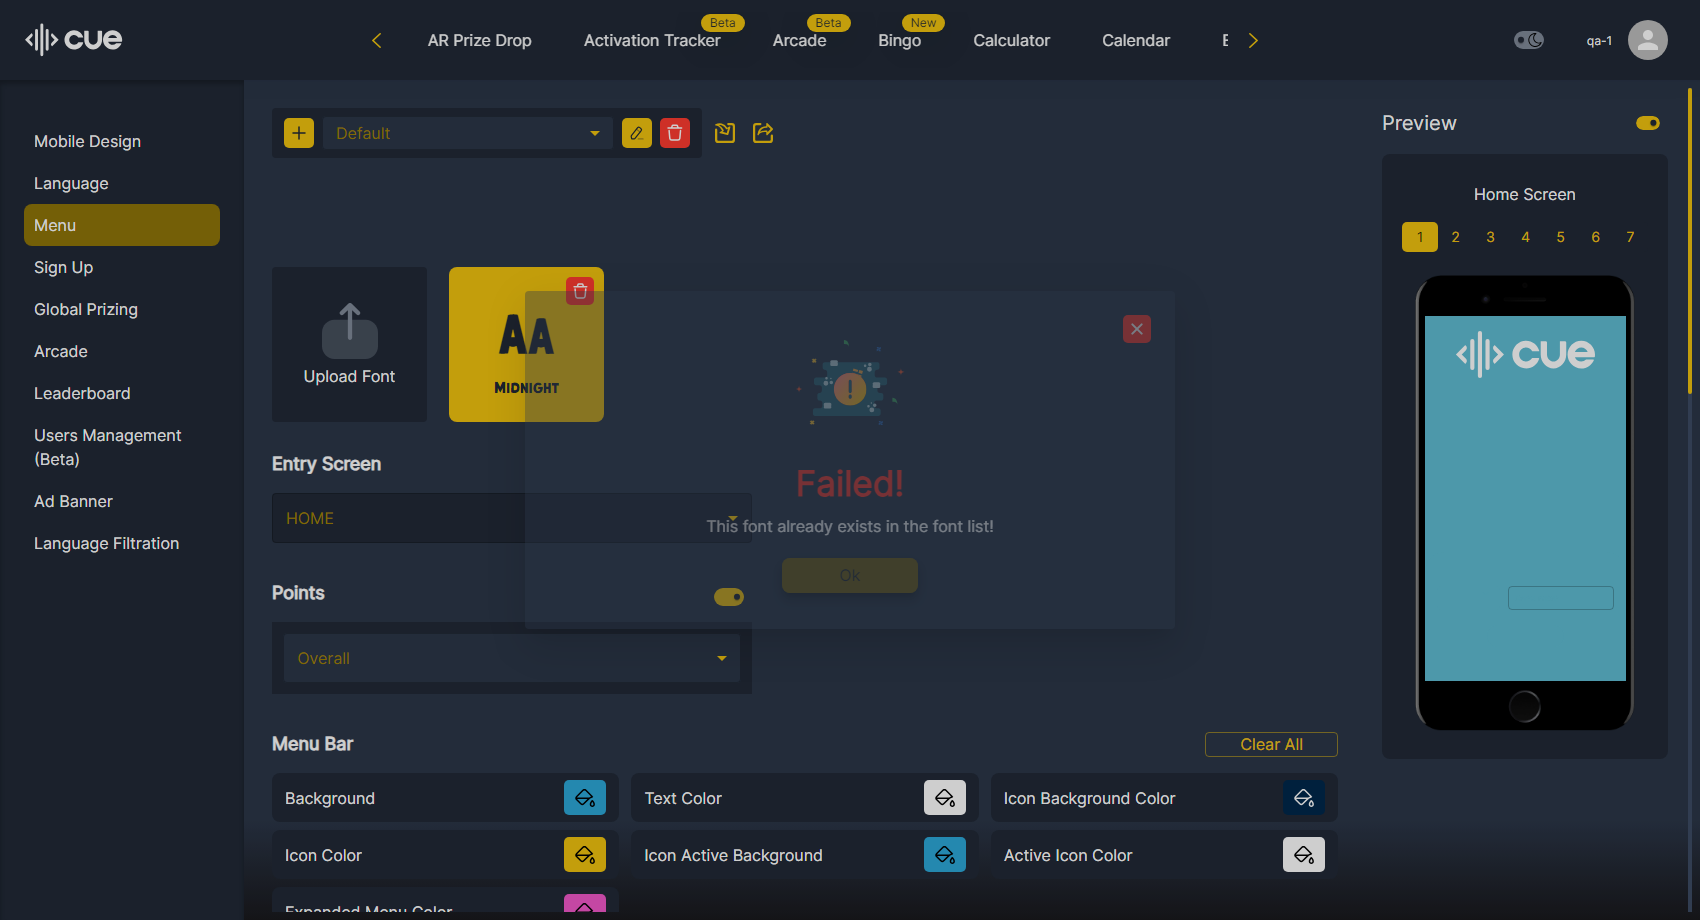 cue
AR Prize Drop
Activation Tracker
Beta
Arcade
Beta
Bingo
New
Calculator
Calendar
qa-1
Mobile Design
Language
Menu
Sign Up
Global Prizing
Arcade
Leaderboard
Users Management
(Beta)
Ad Banner
Language Filtration
Default
Upload Font
AA
MIDNIGHT
Failed!
This font already exists in the font list!
Ok
Entry Screen
HOME
Points
Overall
Menu Bar
Clear All
Background
Text Color
Icon Background Color
Icon Color
Icon Active Background
Active Icon Color
Expanded Menu Color
Preview
Home Screen
1 2 3 4 5 6 7
cue